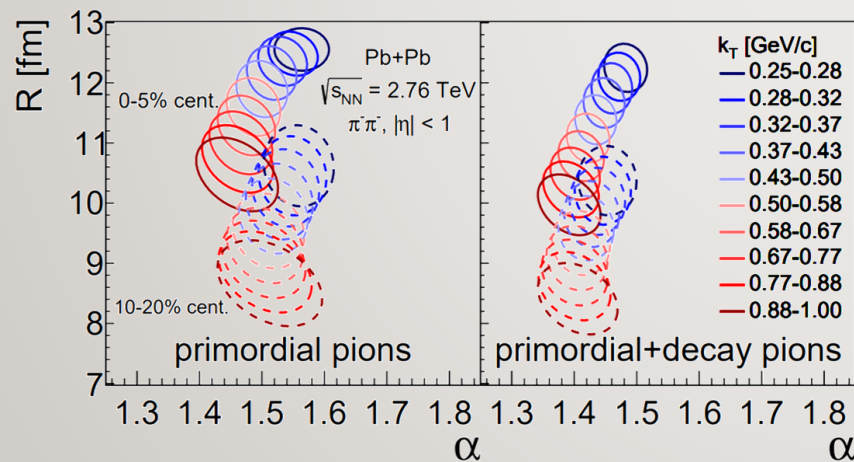 R [fm]
13
12
11
10
9
8
7
0-5% cent.
Pb+Pb
√s_NN = 2.76 TeV
π⁻π⁻, |η| < 1
10-20% cent.
primordial pions
1.3 1.4 1.5 1.6 1.7 1.8
α
k_T [GeV/c]
0.25-0.28
0.28-0.32
0.32-0.37
0.37-0.43
0.43-0.50
0.50-0.58
0.58-0.67
0.67-0.77
0.77-0.88
0.88-1.00
primordial+decay pions
1.3 1.4 1.5 1.6 1.7 1.8
α